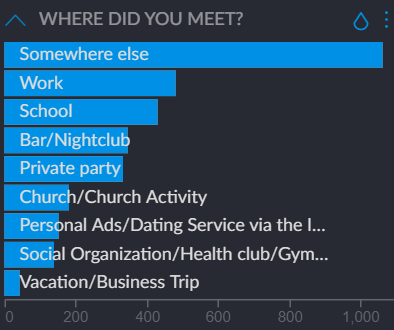 WHERE DID YOU MEET?
Somewhere else
Work
School
Bar/Nightclub
Private party
Church/Church Activity
Personal Ads/Dating Service via the I...
Social Organization/Health club/Gym...
Vacation/Business Trip
0 200 400 600 800 1,000